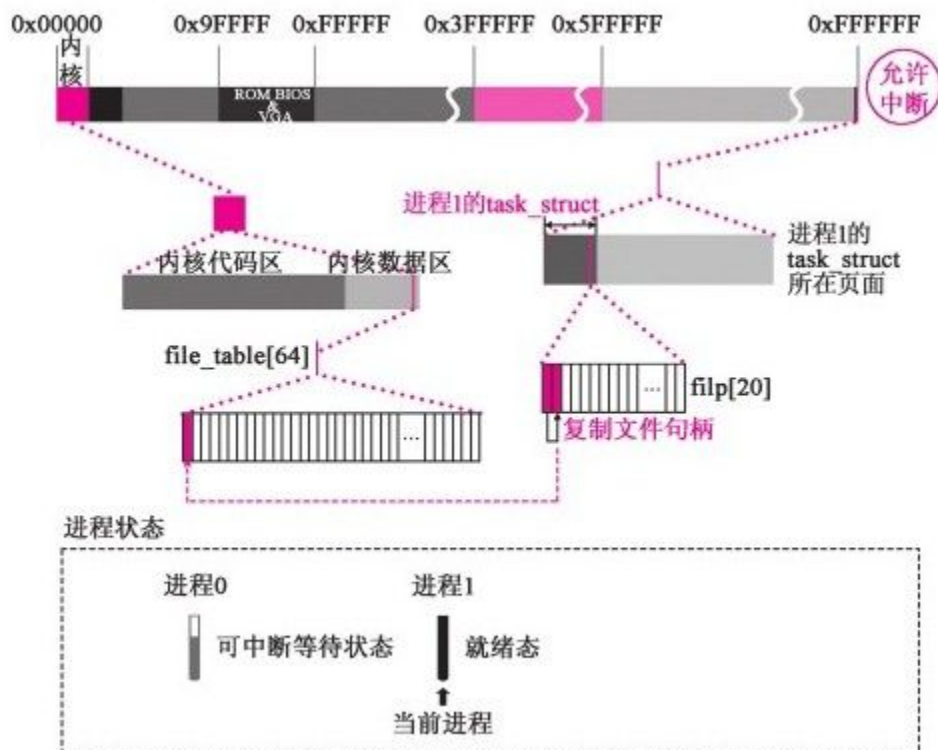 0x00000 0x9FFFF 0xFFFFF 0x3FFFFF 0x5FFFFF 0xFFFFFF
内
核
ROM BIOS
&
VGA
允许
中断
进程1的task_struct
进程1的
task_struct
所在页面
内核代码区 内核数据区
file_table[64]
...
filp[20]
复制文件句柄
...
进程状态
进程0 进程1
可中断等待状态 就绪态
当前进程